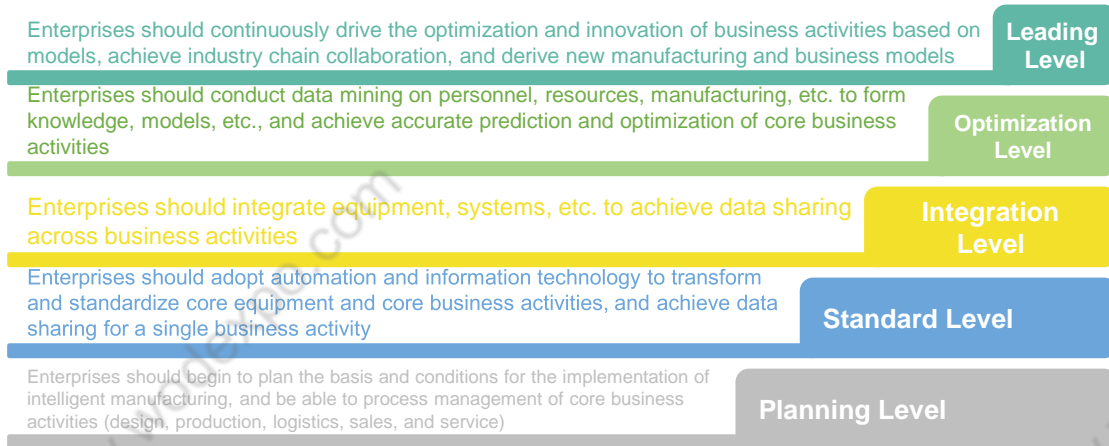 Enterprises should continuously drive the optimization and innovation of business activities based on
models, achieve industry chain collaboration, and derive new manufacturing and business models
Leading
Level
Enterprises should conduct data mining on personnel, resources, manufacturing, etc. to form
knowledge, models, etc., and achieve accurate prediction and optimization of core business
activities
Optimization
Level
Enterprises should integrate equipment, systems, etc. to achieve data sharing
across business activities
Integration
Level
Enterprises should adopt automation and information technology to transform
and standardize core equipment and core business activities, and achieve data
sharing for a single business activity
Standard Level
Enterprises should begin to plan the basis and conditions for the implementation of
intelligent manufacturing, and be able to process management of core business
activities (design, production, logistics, sales, and service)
Planning Level
www.wodexpo.com